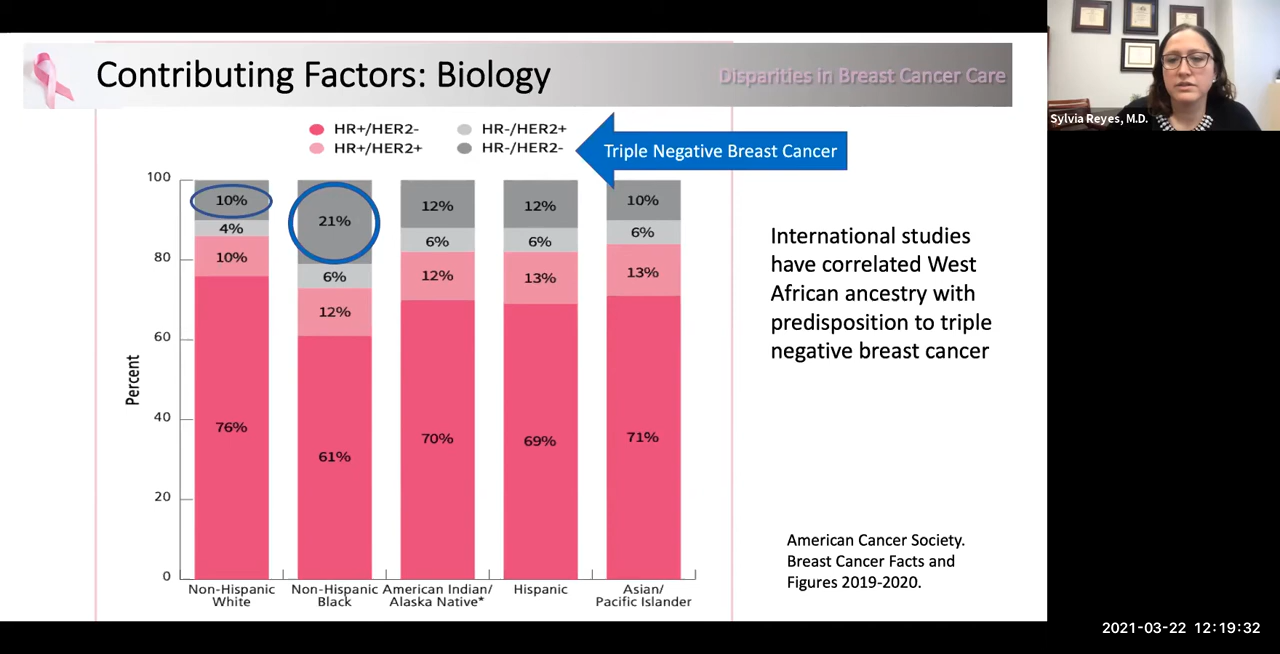 Contributing Factors: Biology
Disparities in Breast Cancer Care
Sylvia Reyes, M.D.
HR+/HER2-
HR-/HER2+
HR+/HER2+
HR-/HER2-
Triple Negative Breast Cancer
Percent
100
80
60
40
20
0
10%
4%
10%
76%
21%
6%
12%
61%
12%
6%
12%
70%
12%
6%
13%
69%
10%
6%
13%
71%
Non-Hispanic
White
Non-Hispanic
Black
American Indian/
Alaska Native*
Hispanic
Asian/
Pacific Islander
International studies
have correlated West
African ancestry with
predisposition to triple
negative breast cancer
American Cancer Society.
Breast Cancer Facts and
Figures 2019-2020.
2021-03-22 12:19:32